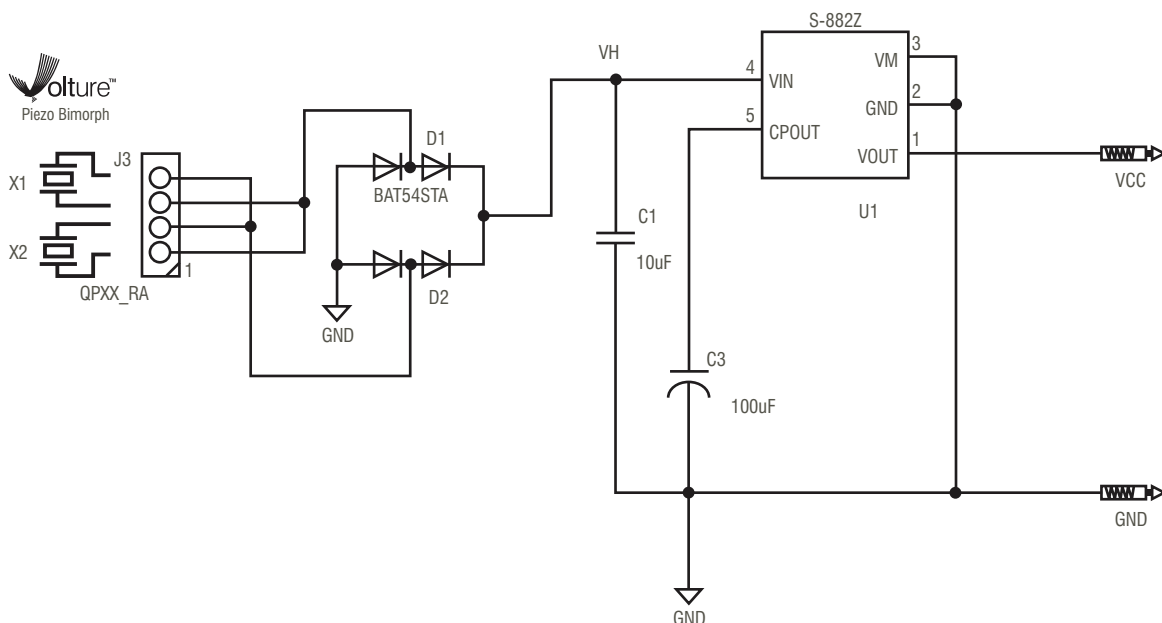 S-882Z
Volture™
Piezo Bimorph
VH
4
VIN
VM
3
GND
2
5
CPOUT
VOUT
1
VCC
U1
J3
X1
X2
1
QPXX_RA
D1
BAT54STA
D2
GND
C1
10uF
C3
100uF
GND
GND